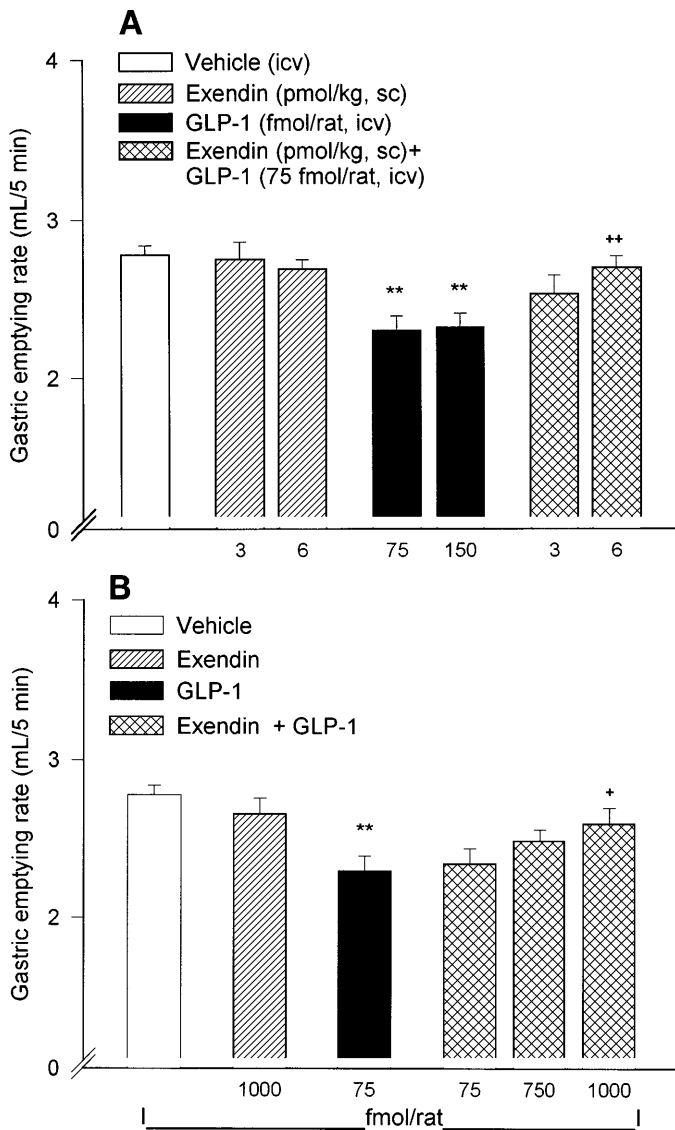 A
Vehicle (icv)
Exendin (pmol/kg, sc)
GLP-1 (fmol/rat, icv)
Exendin (pmol/kg, sc)+
GLP-1 (75 fmol/rat, icv)
Gastric emptying rate (mL/5 min)
4
3
2
0
** ** ++
3 6 75 150 3 6
B
Vehicle
Exendin
GLP-1
Exendin + GLP-1
Gastric emptying rate (mL/5 min)
4
3
2
0
** +
1000 75 75 750 1000
fmol/rat